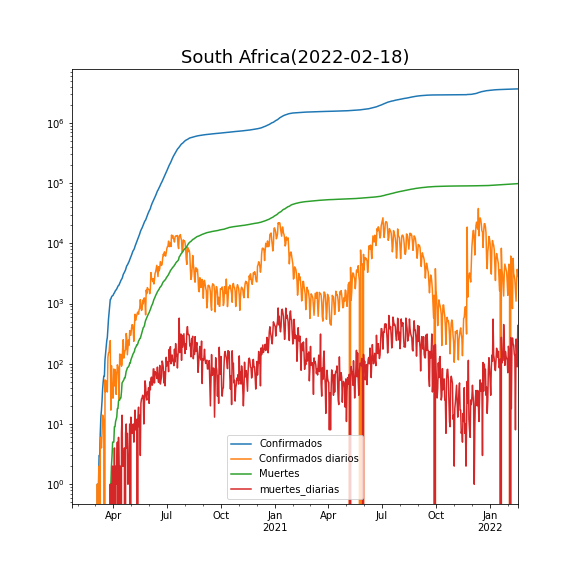 South Africa(2022-02-18)
10⁶
10⁵
10⁴
10³
10²
10¹
10⁰
Confirmados
Confirmados diarios
Muertes
muertes_diarias
Apr Jul Oct Jan Apr Jul Oct Jan
2021 2022